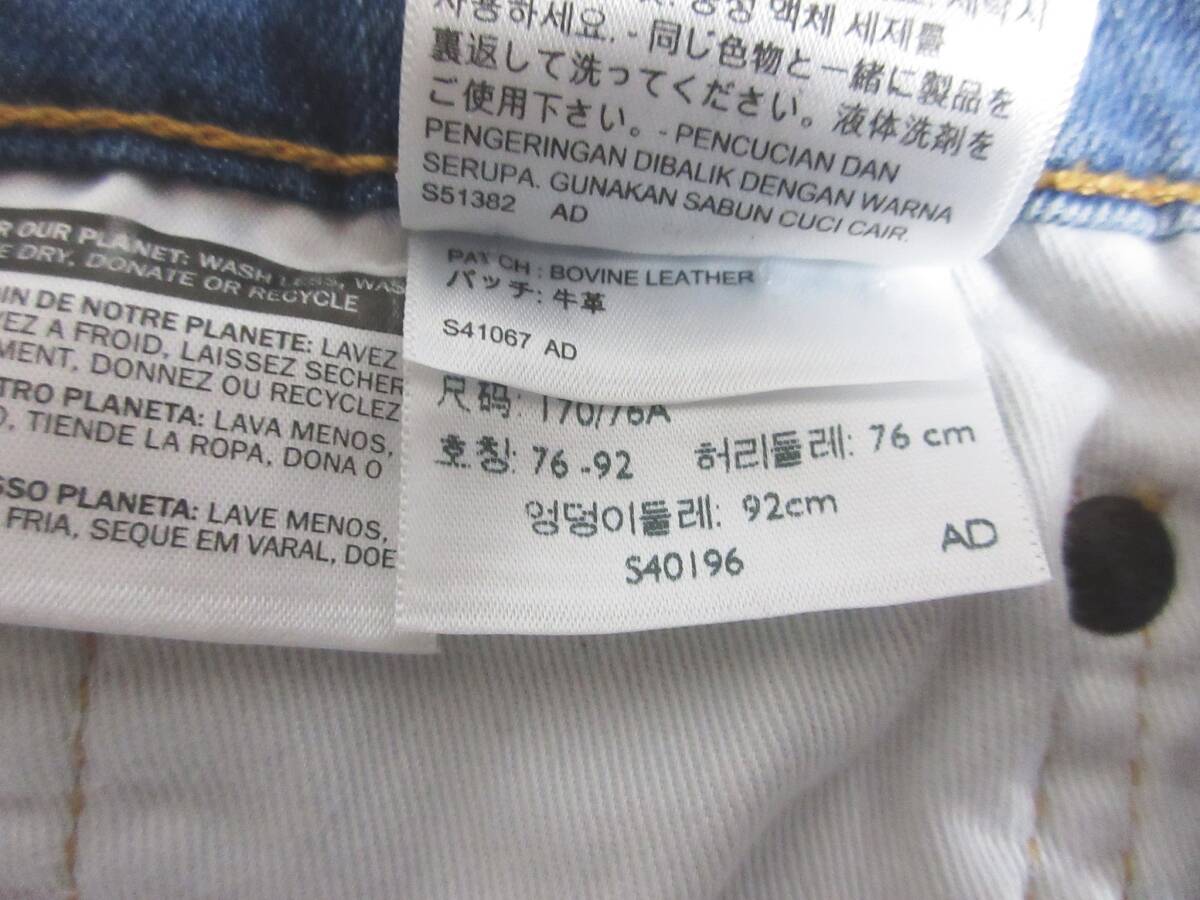 사용하세요. 중성 액체 세제를
- 同じ色物と一緒に製品を
裏返して洗ってください。液体洗剤を
ご使用下さい。- PENCUCIAN DAN
PENGERINGAN DIBALIK DENGAN WARNA
SERUPA. GUNAKAN SABUN CUCI CAIR.
S51382 AD
PATCH : BOVINE LEATHER
パッチ: 牛革
S41067 AD
尺码: 170/76A
호칭: 76-92 허리둘레: 76 cm
엉덩이둘레: 92cm
S40196 AD
OUR PLANET: WASH LESS, WAS
DRY, DONATE OR RECYCLE
DE NOTRE PLANETE: LAVEZ
A FROID, LAISSEZ SECHER
DONNEZ OU RECYCLEZ
PLANETA: LAVA MENOS,
TIENDE LA ROPA, DONA O
PLANETA: LAVE MENOS,
FRIA, SEQUE EM VARAL, DOE